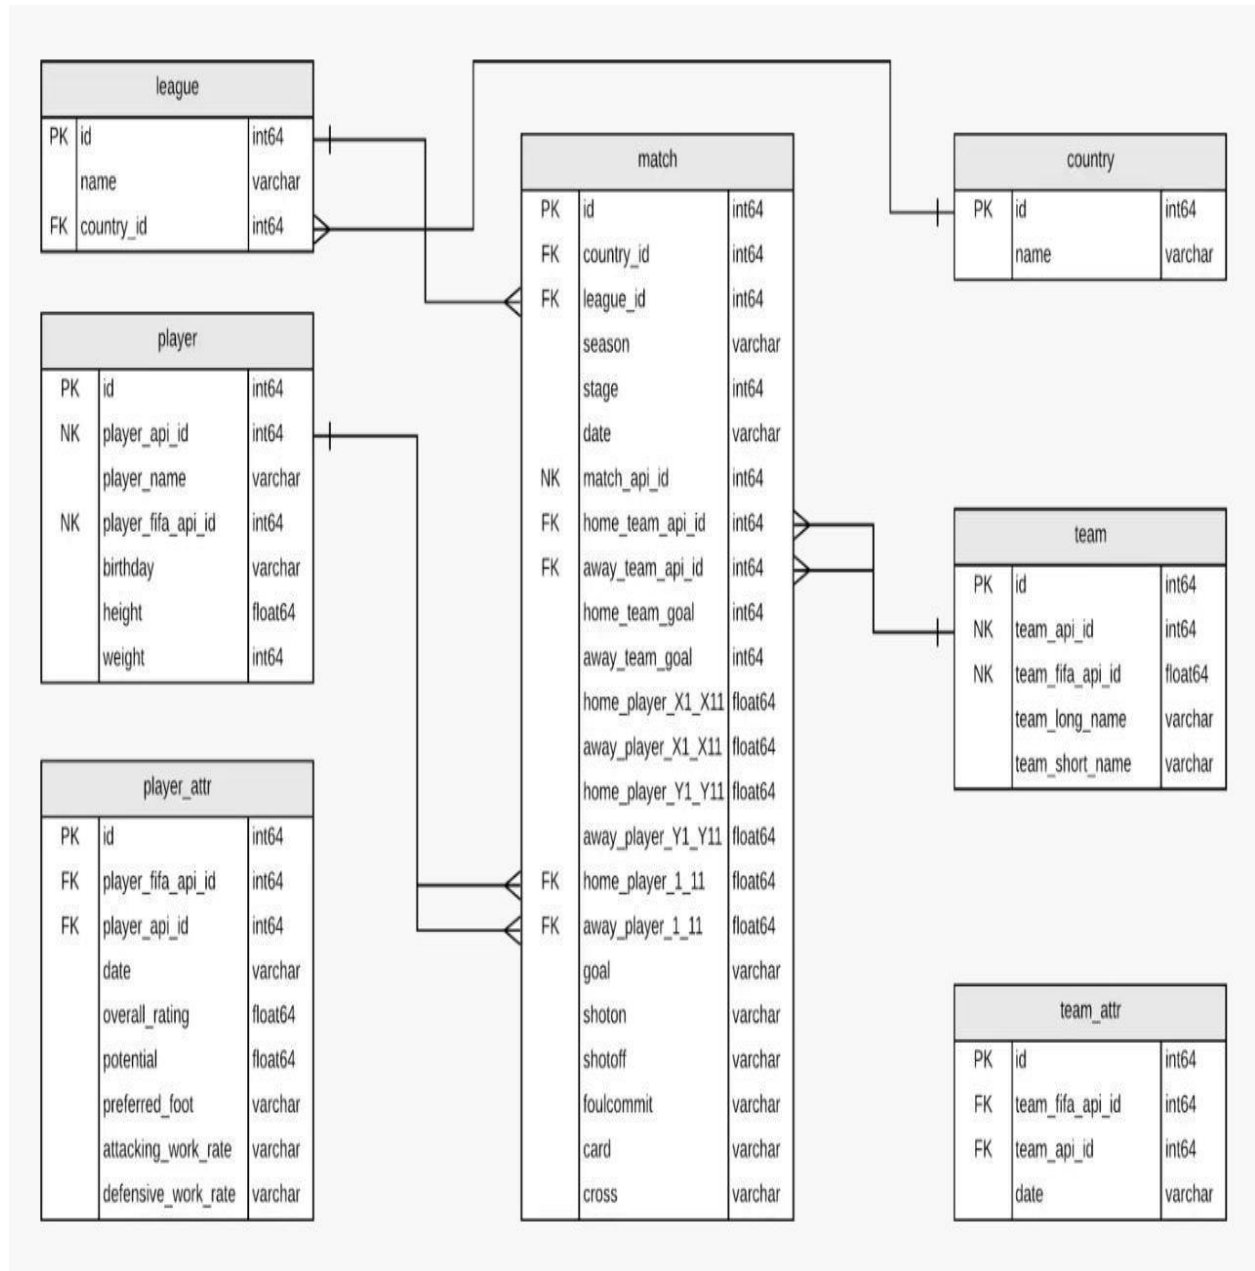 league
PK id int64
name varchar
FK country_id int64
player
PK id int64
NK player_api_id int64
player_name varchar
NK player_fifa_api_id int64
birthday varchar
height float64
weight int64
player_attr
PK id int64
FK player_fifa_api_id int64
FK player_api_id int64
date varchar
overall_rating float64
potential float64
preferred_foot varchar
attacking_work_rate varchar
defensive_work_rate varchar
match
PK id int64
FK country_id int64
FK league_id int64
season varchar
stage int64
date varchar
NK match_api_id int64
FK home_team_api_id int64
FK away_team_api_id int64
home_team_goal int64
away_team_goal int64
home_player_X1_X11 float64
away_player_X1_X11 float64
home_player_Y1_Y11 float64
away_player_Y1_Y11 float64
FK home_player_1_11 float64
FK away_player_1_11 float64
goal varchar
shoton varchar
shotoff varchar
foulcommit varchar
card varchar
cross varchar
country
PK id int64
name varchar
team
PK id int64
NK team_api_id int64
NK team_fifa_api_id float64
team_long_name varchar
team_short_name varchar
team_attr
PK id int64
FK team_fifa_api_id int64
FK team_api_id int64
date varchar